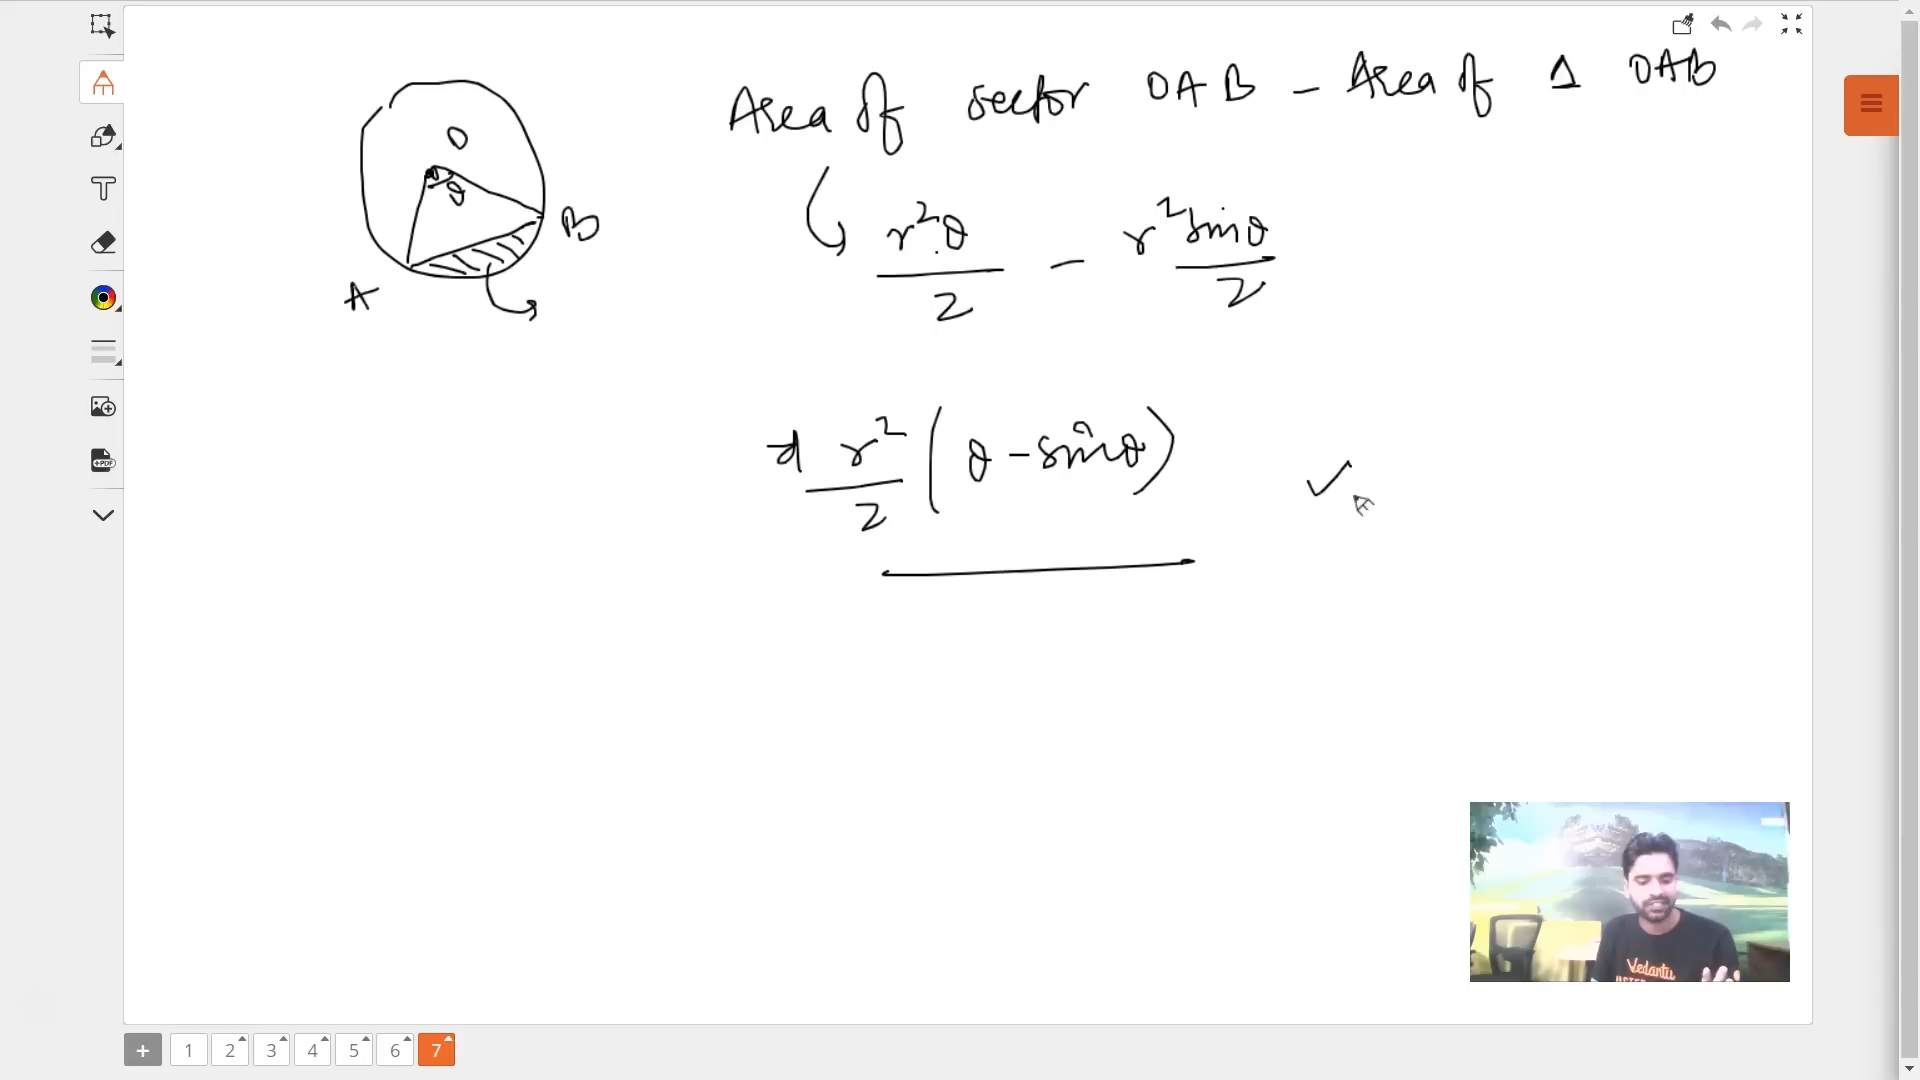 Area of sector OAB - Area of Δ OAB
O
θ
B
A
r²θ/2 - r² sinθ/2
r²/2 (θ - sinθ)
Vedantu
+PDF
+ 1 2 3 4 5 6 7